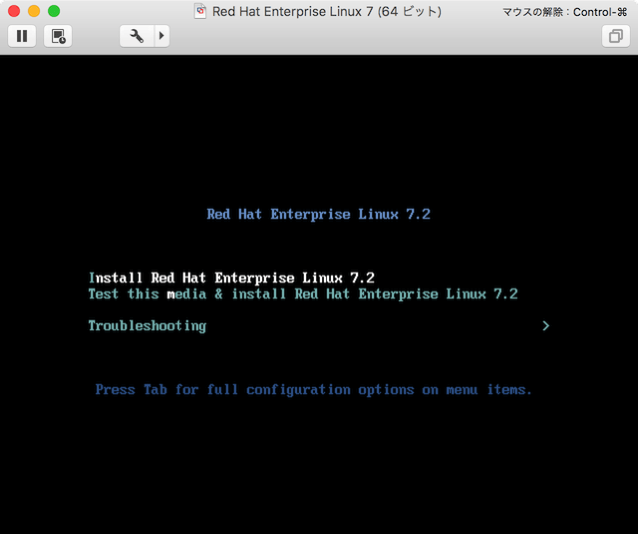 Red Hat Enterprise Linux 7 (64 ビット)
マウスの解除：Control-⌘
Red Hat Enterprise Linux 7.2
Install Red Hat Enterprise Linux 7.2
Test this media & install Red Hat Enterprise Linux 7.2
Troubleshooting >
Press Tab for full configuration options on menu items.